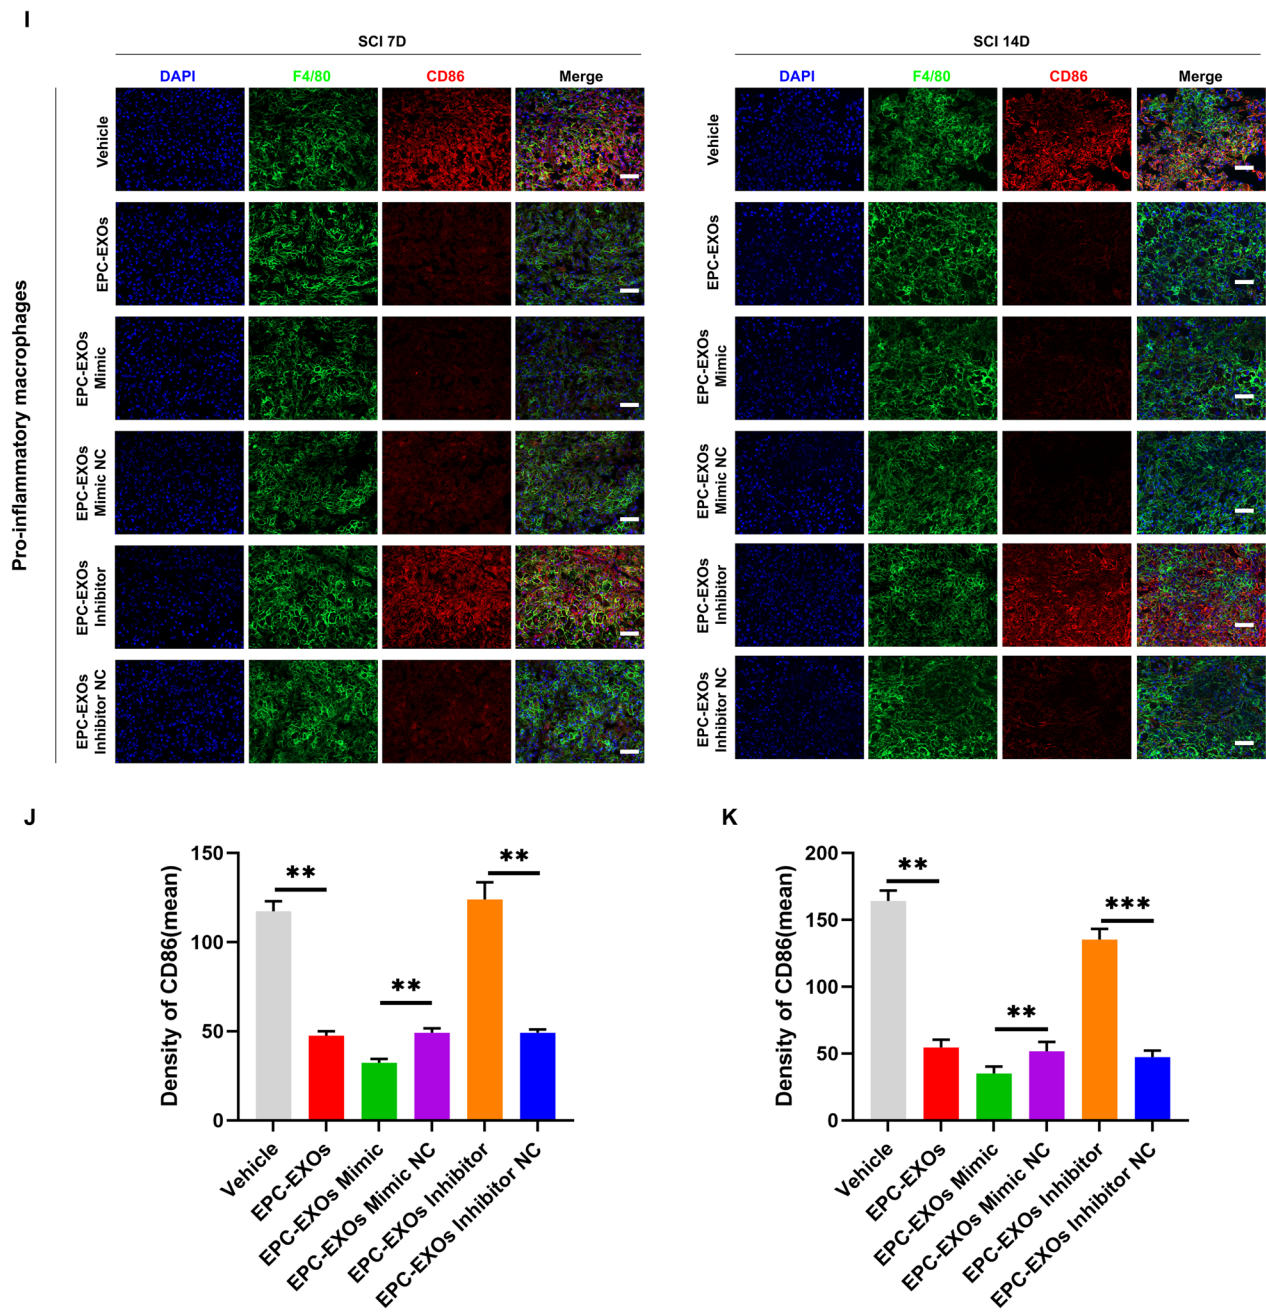 I
SCI 7D
DAPI F4/80 CD86 Merge
Pro-inflammatory macrophages
Vehicle
EPC-EXOs
EPC-EXOs
Mimic
EPC-EXOs
Mimic NC
EPC-EXOs
Inhibitor
EPC-EXOs
Inhibitor NC
SCI 14D
DAPI F4/80 CD86 Merge
Vehicle
EPC-EXOs
EPC-EXOs
Mimic
EPC-EXOs
Mimic NC
EPC-EXOs
Inhibitor
EPC-EXOs
Inhibitor NC
J
Density of CD86(mean)
150
100
50
0
**
**
**
Vehicle
EPC-EXOs
EPC-EXOs Mimic
EPC-EXOs Mimic NC
EPC-EXOs Inhibitor
EPC-EXOs Inhibitor NC
K
Density of CD86(mean)
200
150
100
50
0
**
**
***
Vehicle
EPC-EXOs
EPC-EXOs Mimic
EPC-EXOs Mimic NC
EPC-EXOs Inhibitor
EPC-EXOs Inhibitor NC